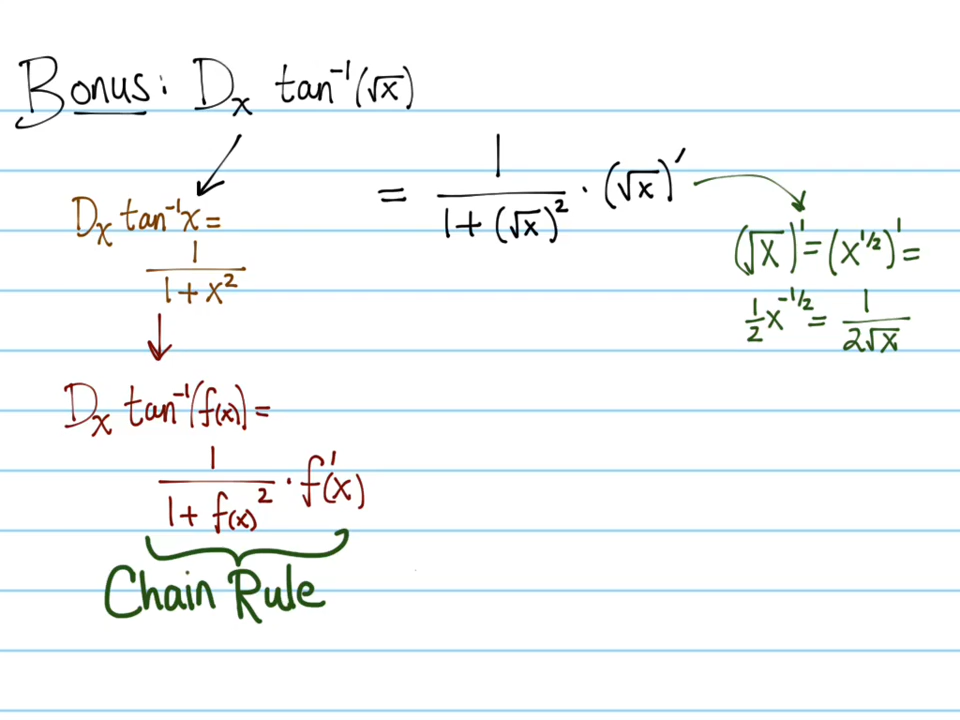 Bonus: Dₓ tan⁻¹(√x)
= 1/(1+(√x)²) · (√x)′
Dₓ tan⁻¹x =
1/(1+x²)
(√x)′ = (x^(1/2))′ =
1/2 x^(-1/2) = 1/(2√x)
Dₓ tan⁻¹(f(x)) =
1/(1+f(x)²) · f′(x)
Chain Rule